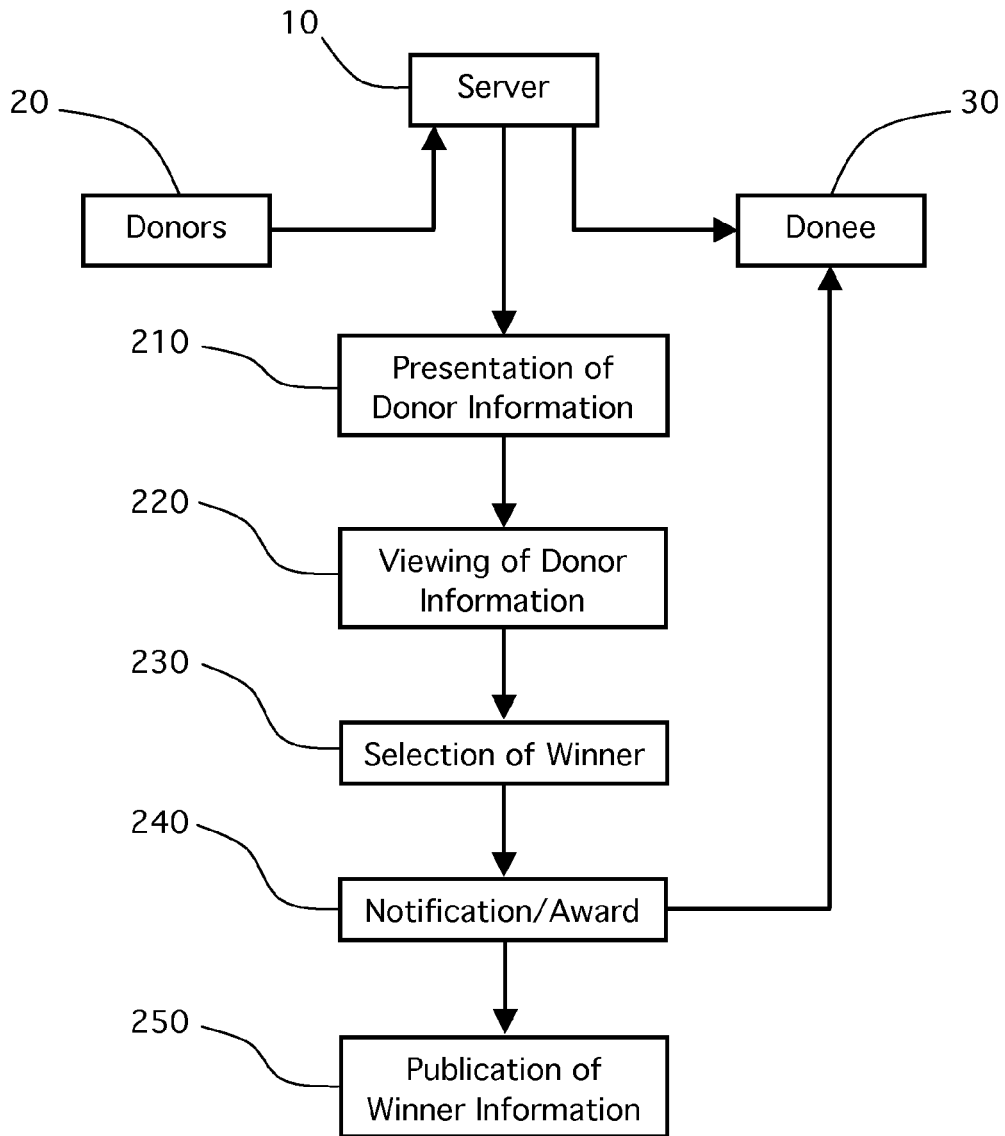 10
Server
20
30
Donors
Donee
210
Presentation of
Donor Information
220
Viewing of Donor
Information
230
Selection of Winner
240
Notification/Award
250
Publication of
Winner Information